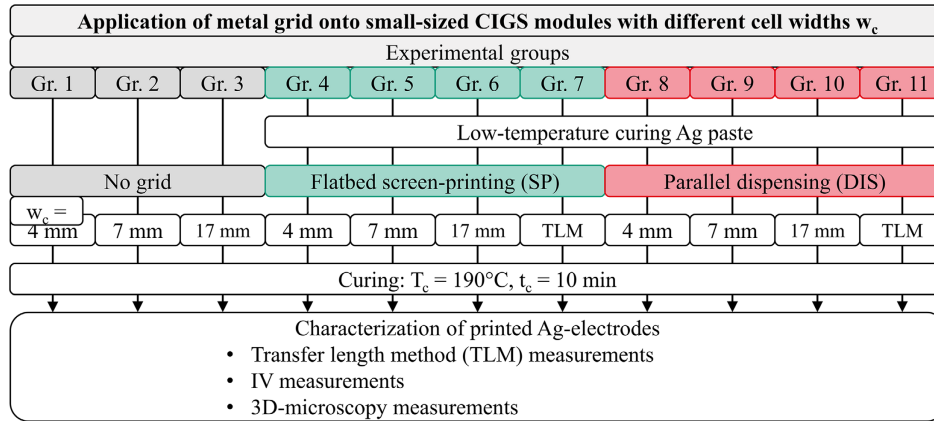 Application of metal grid onto small-sized CIGS modules with different cell widths w_c
Experimental groups
Gr. 1 Gr. 2 Gr. 3 Gr. 4 Gr. 5 Gr. 6 Gr. 7 Gr. 8 Gr. 9 Gr. 10 Gr. 11
Low-temperature curing Ag paste
No grid Flatbed screen-printing (SP) Parallel dispensing (DIS)
w_c =
4 mm 7 mm 17 mm 4 mm 7 mm 17 mm TLM 4 mm 7 mm 17 mm TLM
Curing: T_c = 190°C, t_c = 10 min
Characterization of printed Ag-electrodes
• Transfer length method (TLM) measurements
• IV measurements
• 3D-microscopy measurements